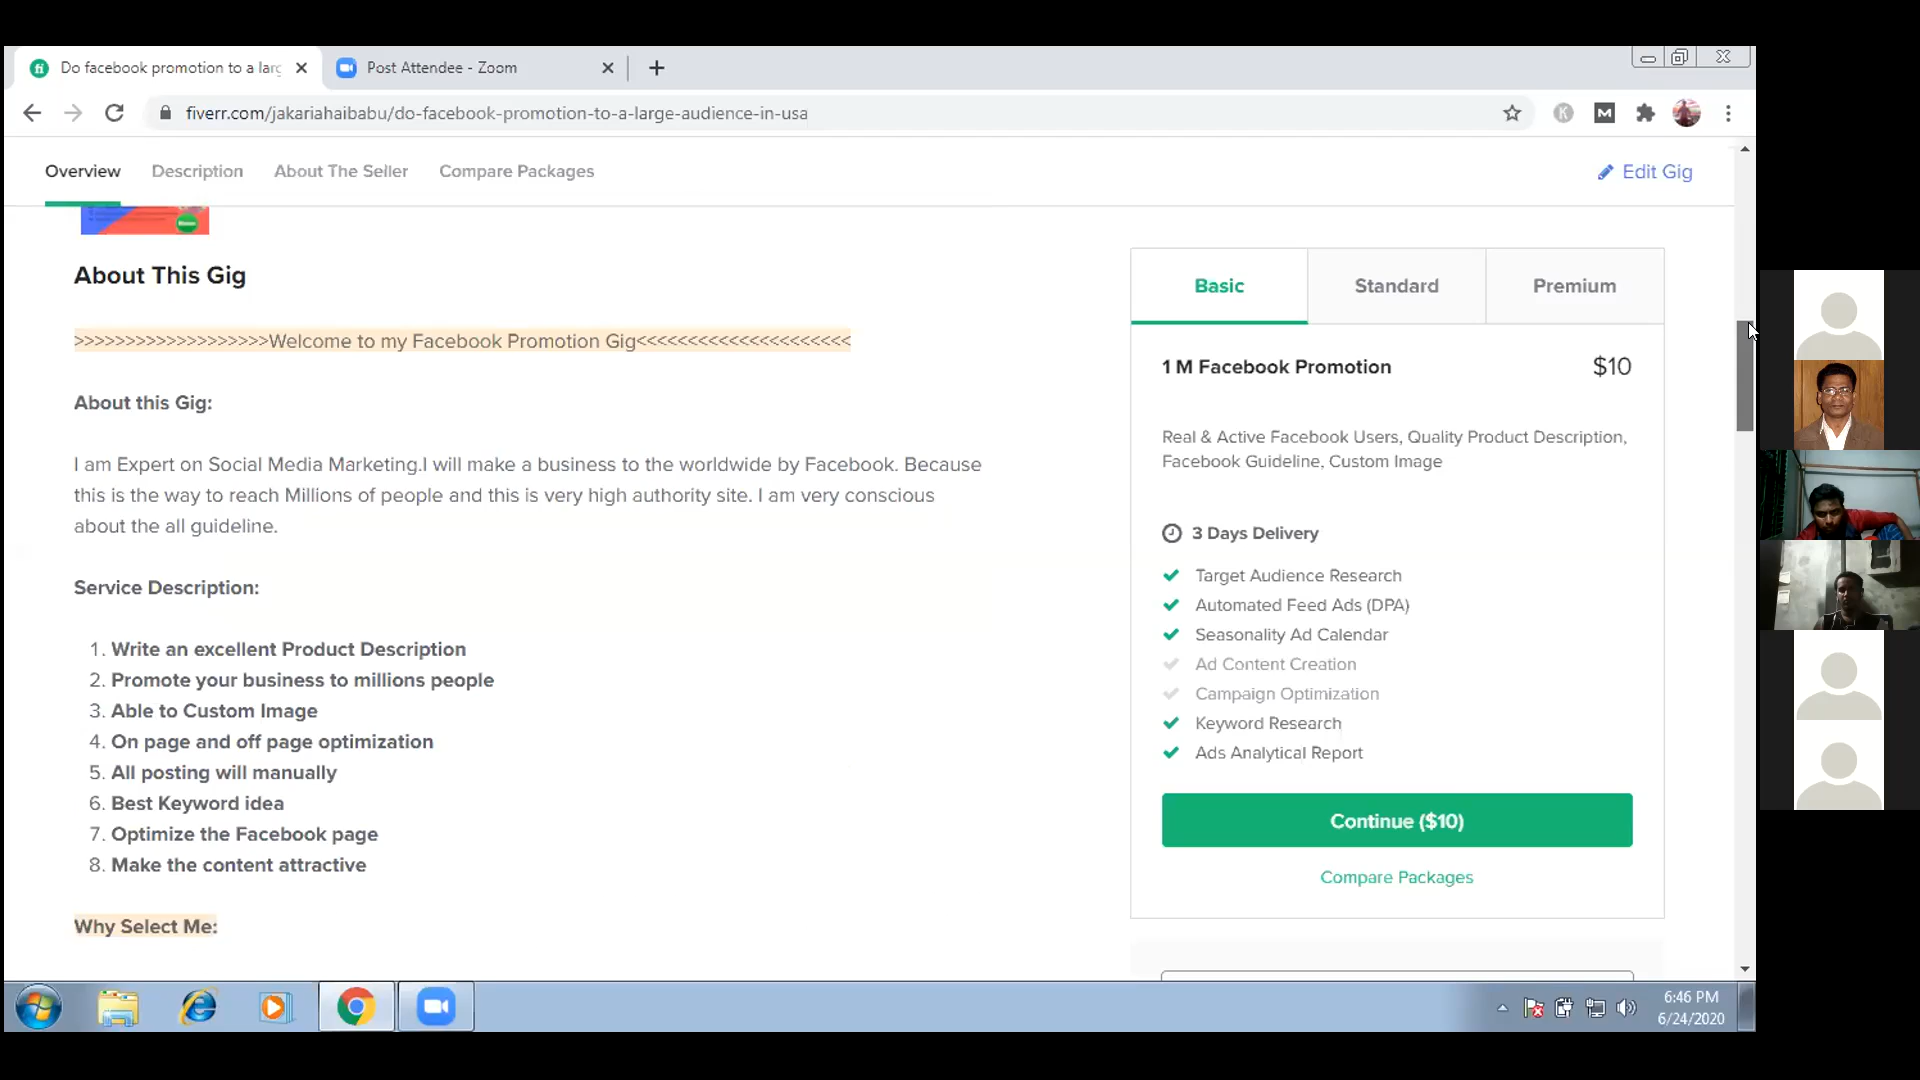 Do facebook promotion to a larg
Post Attendee - Zoom
fiverr.com/jakariahaibabu/do-facebook-promotion-to-a-large-audience-in-usa
K
M
Overview
Description
About The Seller
Compare Packages
Edit Gig
About This Gig
>>>>>>>>>>>>>>>>>>>Welcome to my Facebook Promotion Gig<<<<<<<<<<<<<<<<<<<<<
About this Gig:
I am Expert on Social Media Marketing.I will make a business to the worldwide by Facebook. Because
this is the way to reach Millions of people and this is very high authority site. I am very conscious
about the all guideline.
Service Description:
1. Write an excellent Product Description
2. Promote your business to millions people
3. Able to Custom Image
4. On page and off page optimization
5. All posting will manually
6. Best Keyword idea
7. Optimize the Facebook page
8. Make the content attractive
Why Select Me:
Basic
Standard
Premium
1 M Facebook Promotion
$10
Real & Active Facebook Users, Quality Product Description,
Facebook Guideline, Custom Image
3 Days Delivery
Target Audience Research
Automated Feed Ads (DPA)
Seasonality Ad Calendar
Ad Content Creation
Campaign Optimization
Keyword Research
Ads Analytical Report
Continue ($10)
Compare Packages
6:46 PM
6/24/2020